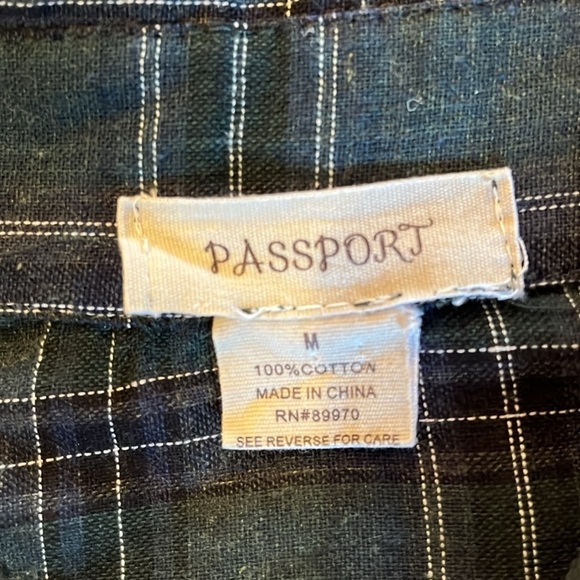 PASSPORT
M
100%COTTON
MADE IN CHINA
RN#89970
SEE REVERSE FOR CARE